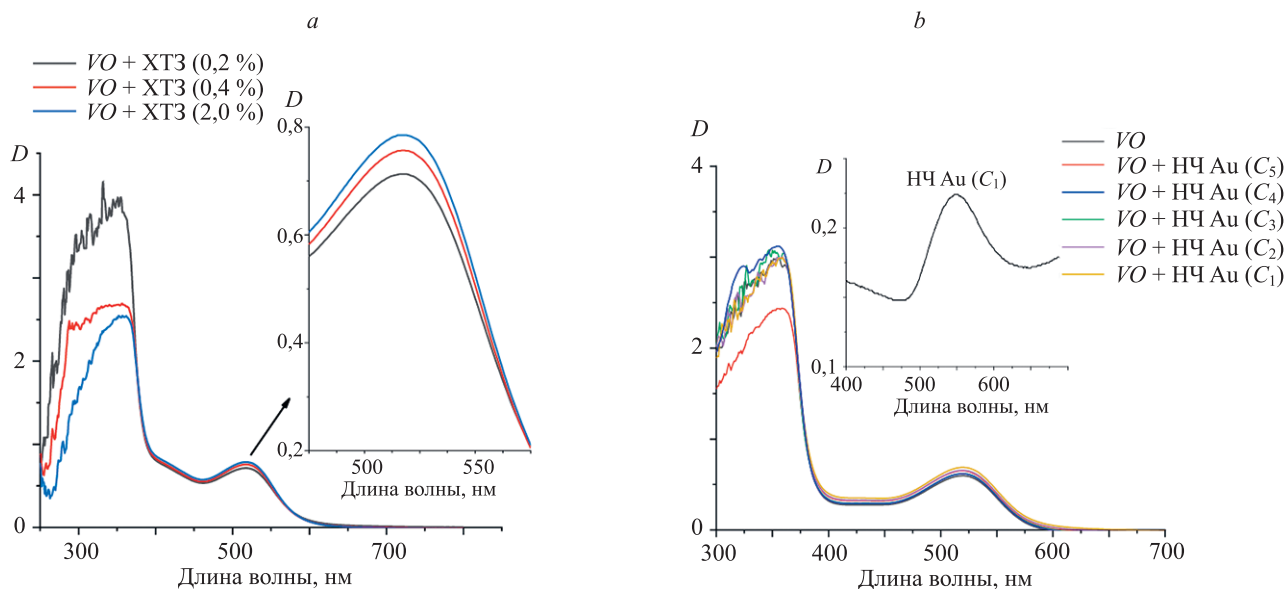 a
VO + ХТЗ (0,2 %)
VO + ХТЗ (0,4 %)
VO + ХТЗ (2,0 %)
D
4
2
0
300
500
700
Длина волны, нм
D
0,8
0,6
0,4
0,2
500
550
Длина волны, нм
b
D
4
3
2
1
0
300
400
500
600
700
Длина волны, нм
D
НЧ Au (C₁)
0,2
0,1
400
500
600
Длина волны, нм
VO
VO + НЧ Au (C₅)
VO + НЧ Au (C₄)
VO + НЧ Au (C₃)
VO + НЧ Au (C₂)
VO + НЧ Au (C₁)